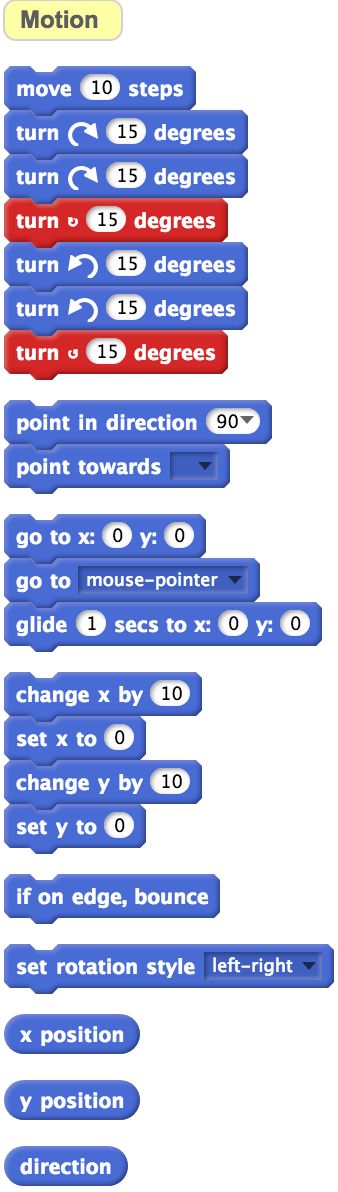 Motion
move 10 steps
turn ↻ 15 degrees
turn ↻ 15 degrees
turn ↻ 15 degrees
turn ↺ 15 degrees
turn ↺ 15 degrees
turn ↺ 15 degrees
point in direction 90
point towards
go to x: 0 y: 0
go to mouse-pointer
glide 1 secs to x: 0 y: 0
change x by 10
set x to 0
change y by 10
set y to 0
if on edge, bounce
set rotation style left-right
x position
y position
direction